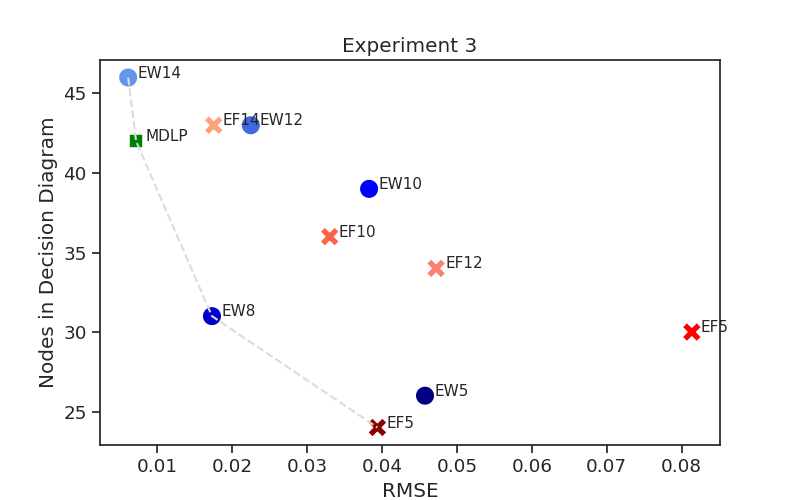 Experiment 3
Nodes in Decision Diagram
45
40
35
30
25
EW14
MDLP
EF14
EW12
EW10
EF10
EF12
EW8
EF5
EW5
EF5
0.01
0.02
0.03
0.04
0.05
0.06
0.07
0.08
RMSE